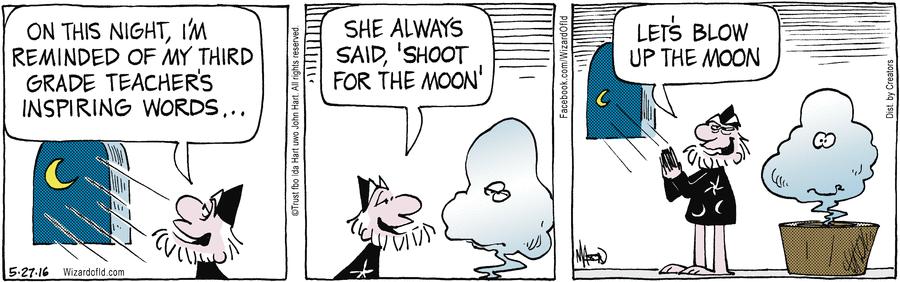 ON THIS NIGHT, I'M
REMINDED OF MY THIRD
GRADE TEACHER'S
INSPIRING WORDS...
5·27·16
WizardofId.com
©Trust fbo Ida Hart uwo John Hart. All rights reserved.
SHE ALWAYS
SAID, 'SHOOT
FOR THE MOON'
Facebook.com/WizardOfId
LET'S BLOW
UP THE MOON
Dist. by Creators
MASON